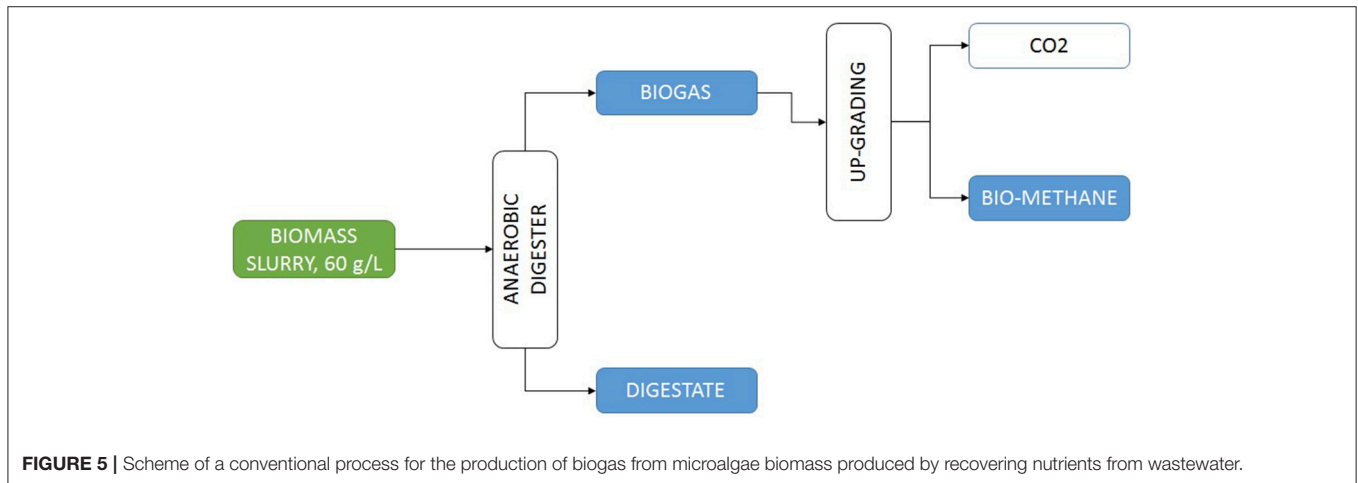 BIOMASS
SLURRY, 60 g/L
ANAEROBIC
DIGESTER
BIOGAS
DIGESTATE
UP-GRADING
CO2
BIO-METHANE
FIGURE 5 | Scheme of a conventional process for the production of biogas from microalgae biomass produced by recovering nutrients from wastewater.